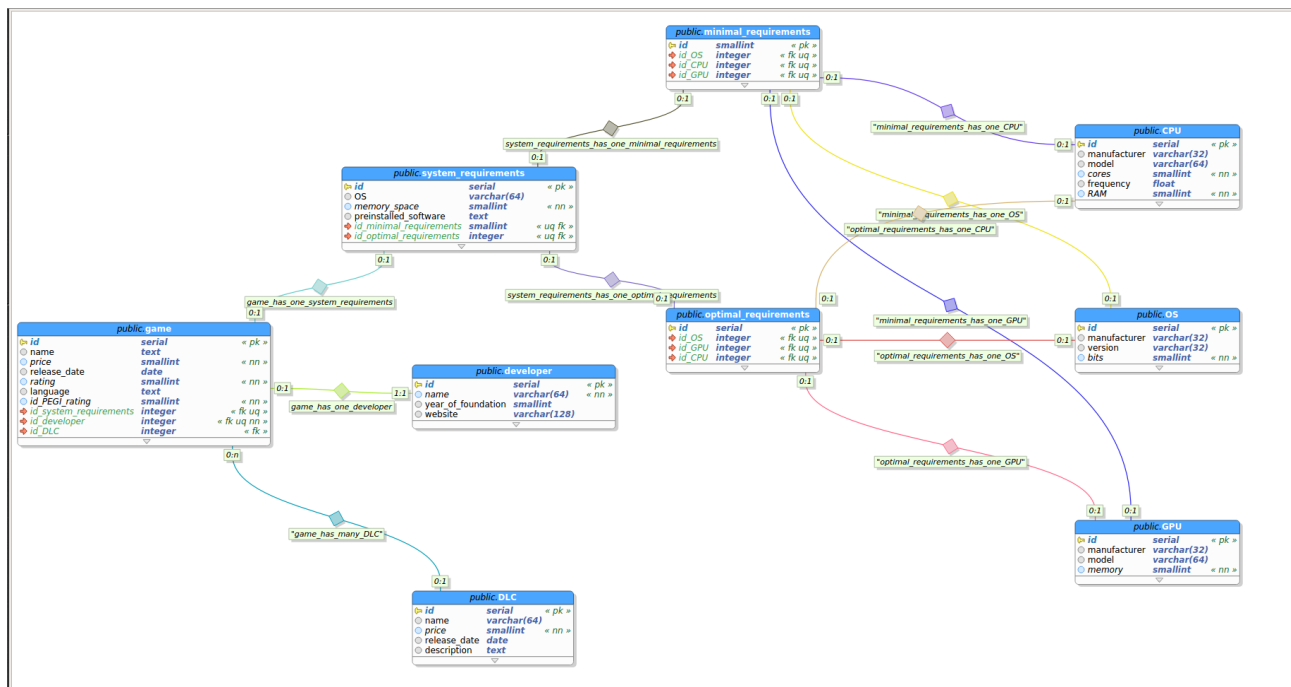 public.minimal_requirements
id smallint « pk »
id_OS integer « fk uq »
id_CPU integer « fk uq »
id_GPU integer « fk uq »
0:1
0:1
0:1
0:1
0:1
"minimal_requirements_has_one_CPU"
0:1
system_requirements_has_one_minimal_requirements
0:1
public.CPU
id serial « pk »
manufacturer varchar(32)
model varchar(64)
cores smallint « nn »
frequency float
RAM smallint « nn »
0:1
public.system_requirements
id serial « pk »
OS varchar(64)
memory_space smallint « nn »
preinstalled_software text
id_minimal_requirements smallint « uq fk »
id_optimal_requirements integer « uq fk »
0:1
0:1
"minimal_requirements_has_one_OS"
"optimal_requirements_has_one_CPU"
game_has_one_system_requirements
0:1
system_requirements_has_one_optimal_requirements
0:1
0:1
0:1
public.game
id serial « pk »
name text
price smallint « nn »
release_date date
rating smallint « nn »
language text
id_PEGI_rating smallint « nn »
id_system_requirements integer « fk uq »
id_developer integer « fk uq nn »
id_DLC integer « fk »
0:1
game_has_one_developer
1:1
public.developer
id serial « pk »
name varchar(64) « nn »
year_of_foundation smallint
website varchar(128)
public.optimal_requirements
id serial « pk »
id_OS integer « fk uq »
id_GPU integer « fk uq »
id_CPU integer « fk uq »
0:1
0:1
"minimal_requirements_has_one_GPU"
"optimal_requirements_has_one_OS"
0:1
public.OS
id serial « pk »
manufacturer varchar(32)
version varchar(32)
bits smallint « nn »
0:n
"game_has_many_DLC"
0:1
"optimal_requirements_has_one_GPU"
0:1
0:1
public.GPU
id serial « pk »
manufacturer varchar(32)
model varchar(64)
memory smallint « nn »
public.DLC
id serial « pk »
name varchar(64)
price smallint « nn »
release_date date
description text